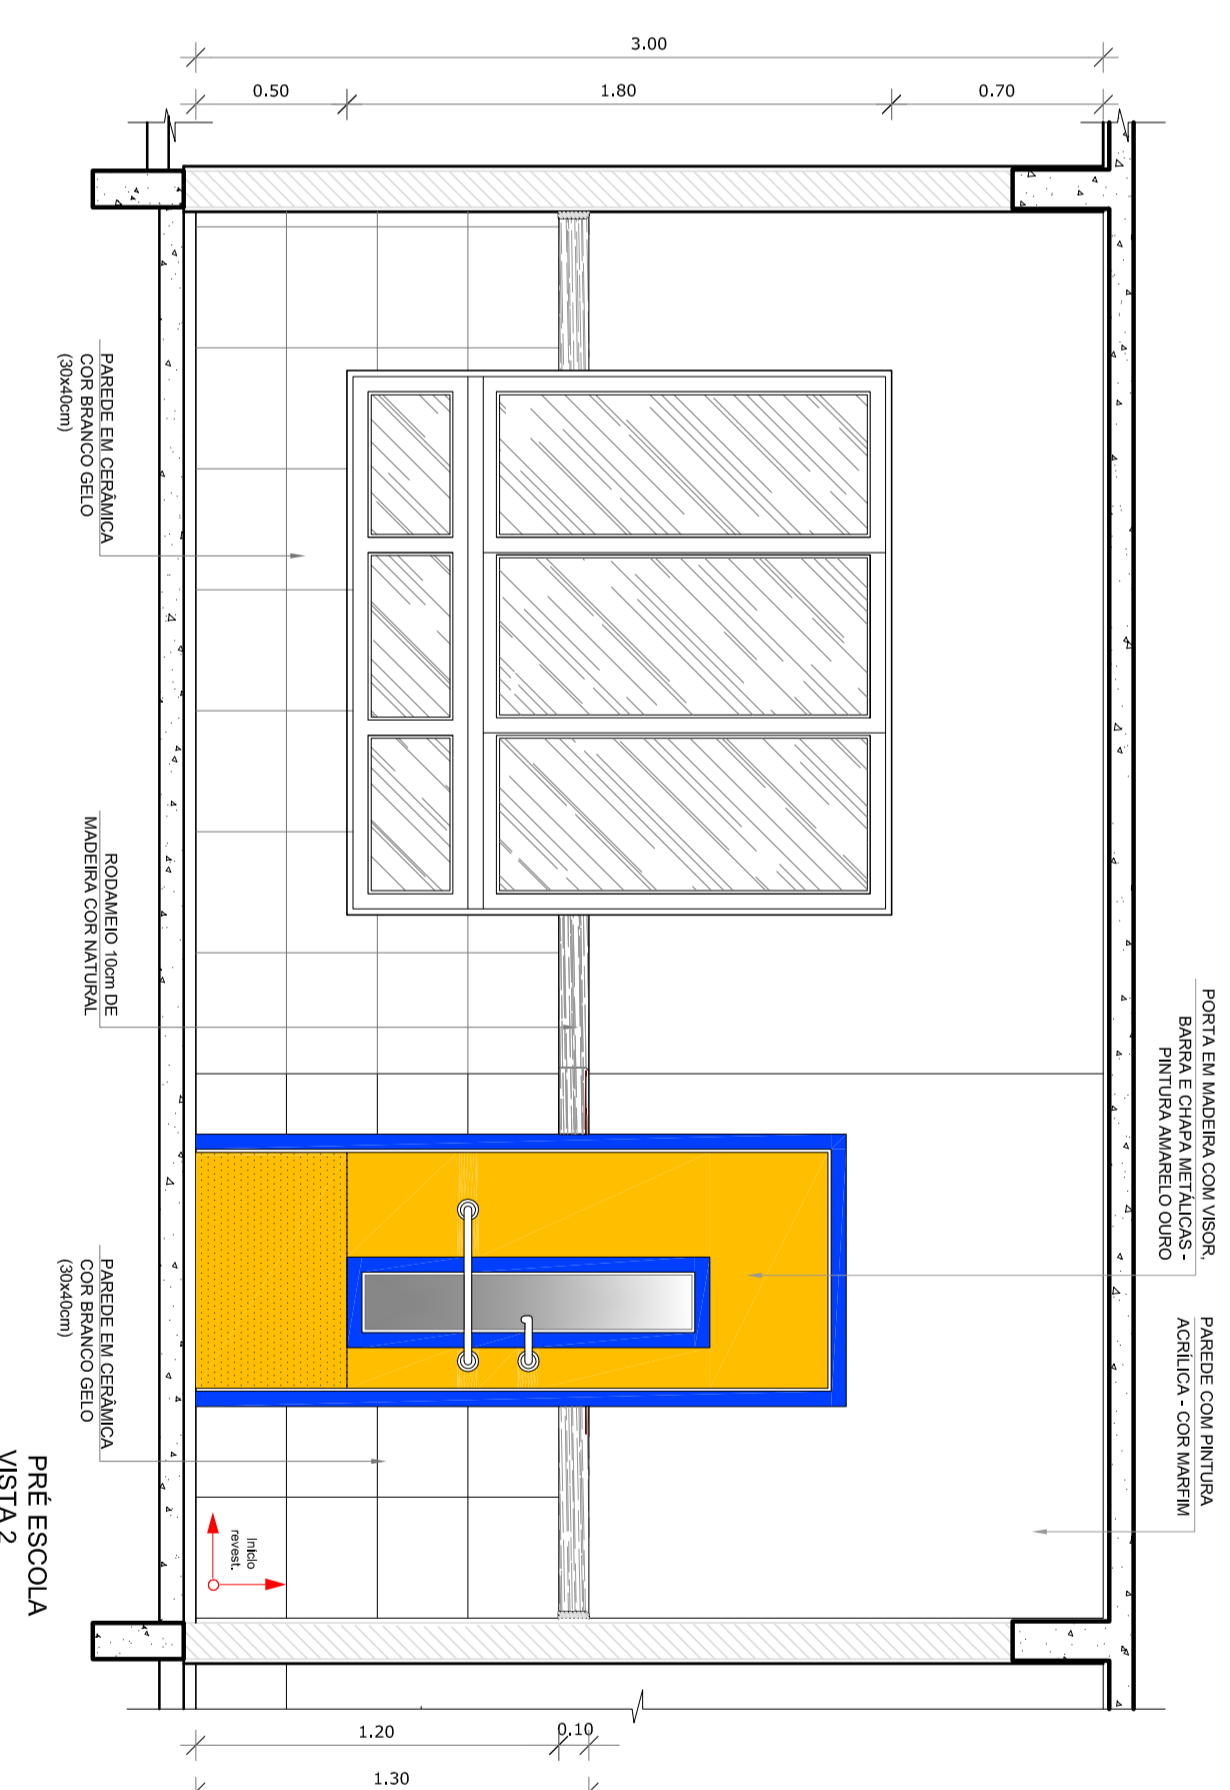 3.00
0.50
1.80
0.70
PORTA EM MADEIRA COM VISOR,
BARRA E CHAPA METÁLICAS -
PINTURA AMARELO OURO
PAREDE COM PINTURA
ACRÍLICA - COR MARFIM
PAREDE EM CERÂMICA
COR BRANCO GELO
(30x40cm)
RODAMEIO 10cm DE
MADEIRA COR NATURAL
PAREDE EM CERÂMICA
COR BRANCO GELO
(30x40cm)
Início
revest.
PRÉ ESCOLA
VISTA 2
1.20
0.10
1.30